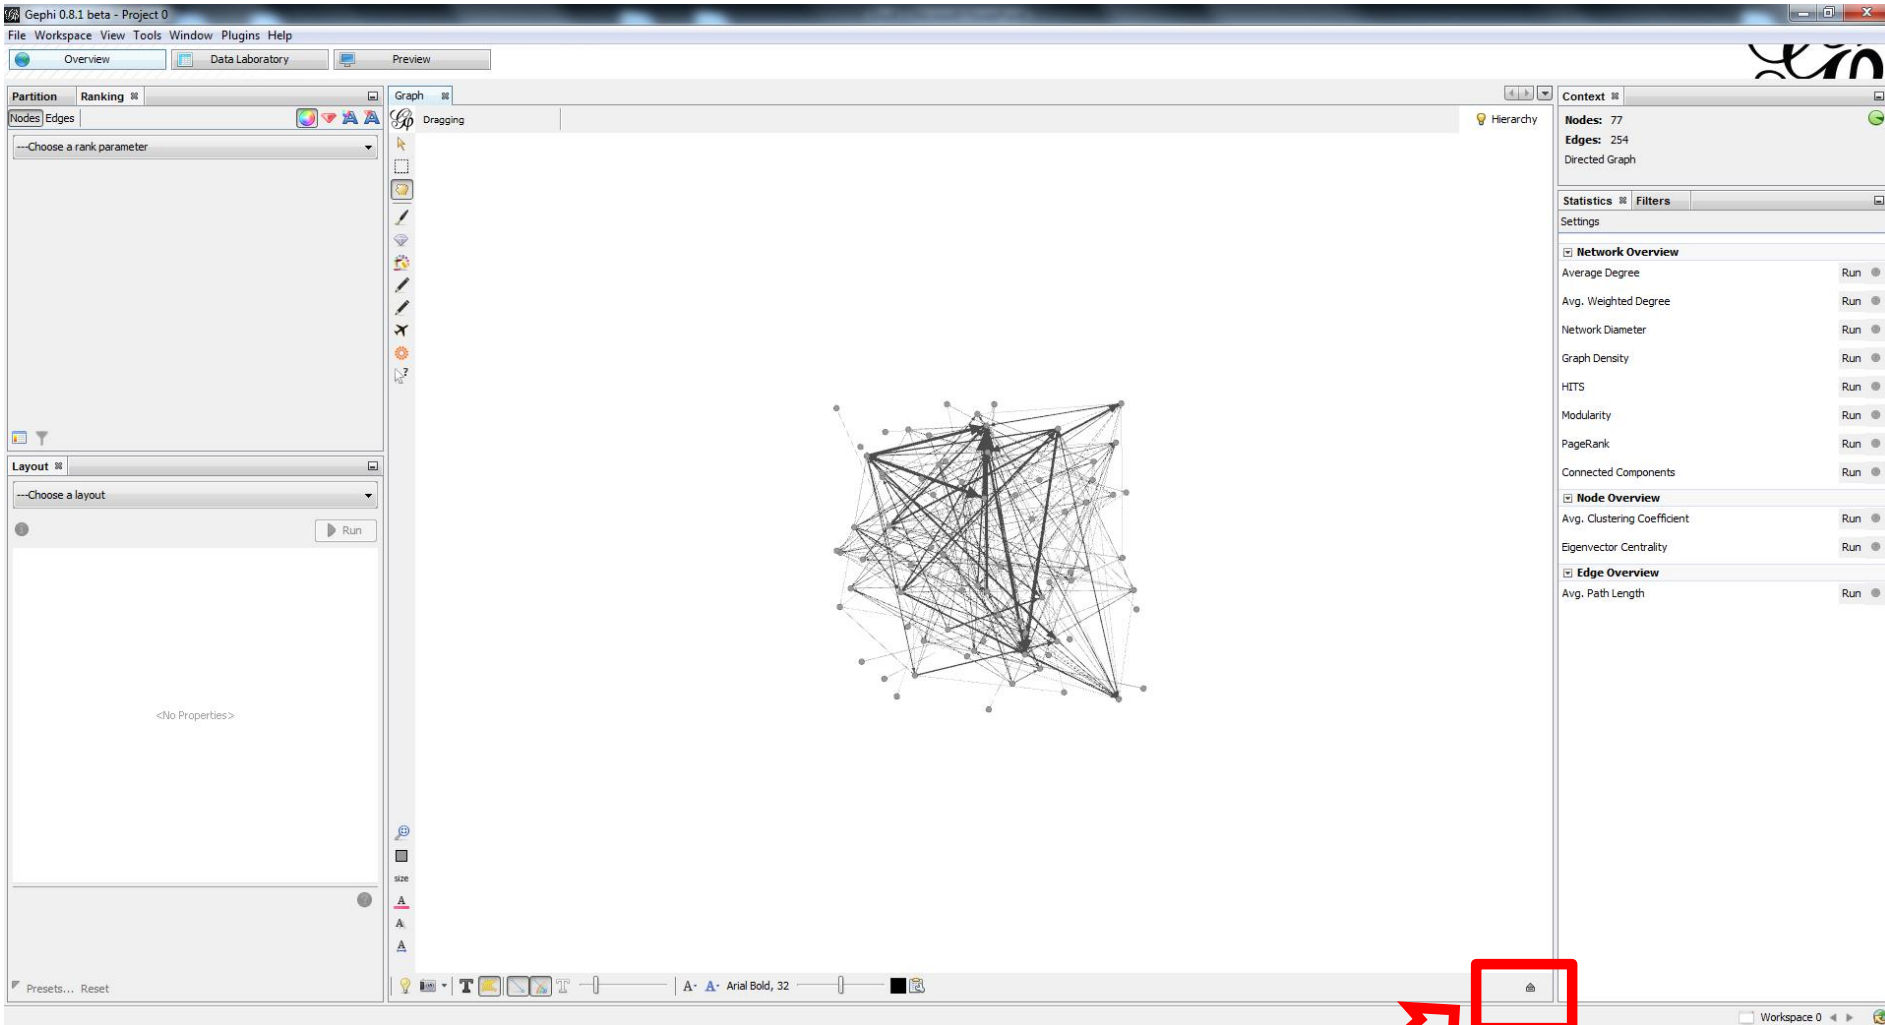 Gephi 0.8.1 beta - Project 0
File Workspace View Tools Window Plugins Help
Overview
Data Laboratory
Preview
Partition
Ranking
Nodes Edges
---Choose a rank parameter
Layout
---Choose a layout
Run
<No Properties>
Presets... Reset
Graph
Dragging
Hierarchy
size
A
A
A
T
T
A- A- Arial Bold, 32
Context
Nodes: 77
Edges: 254
Directed Graph
Statistics
Filters
Settings
Network Overview
Average Degree Run
Avg. Weighted Degree Run
Network Diameter Run
Graph Density Run
HITS Run
Modularity Run
PageRank Run
Connected Components Run
Node Overview
Avg. Clustering Coefficient Run
Eigenvector Centrality Run
Edge Overview
Avg. Path Length Run
Workspace 0